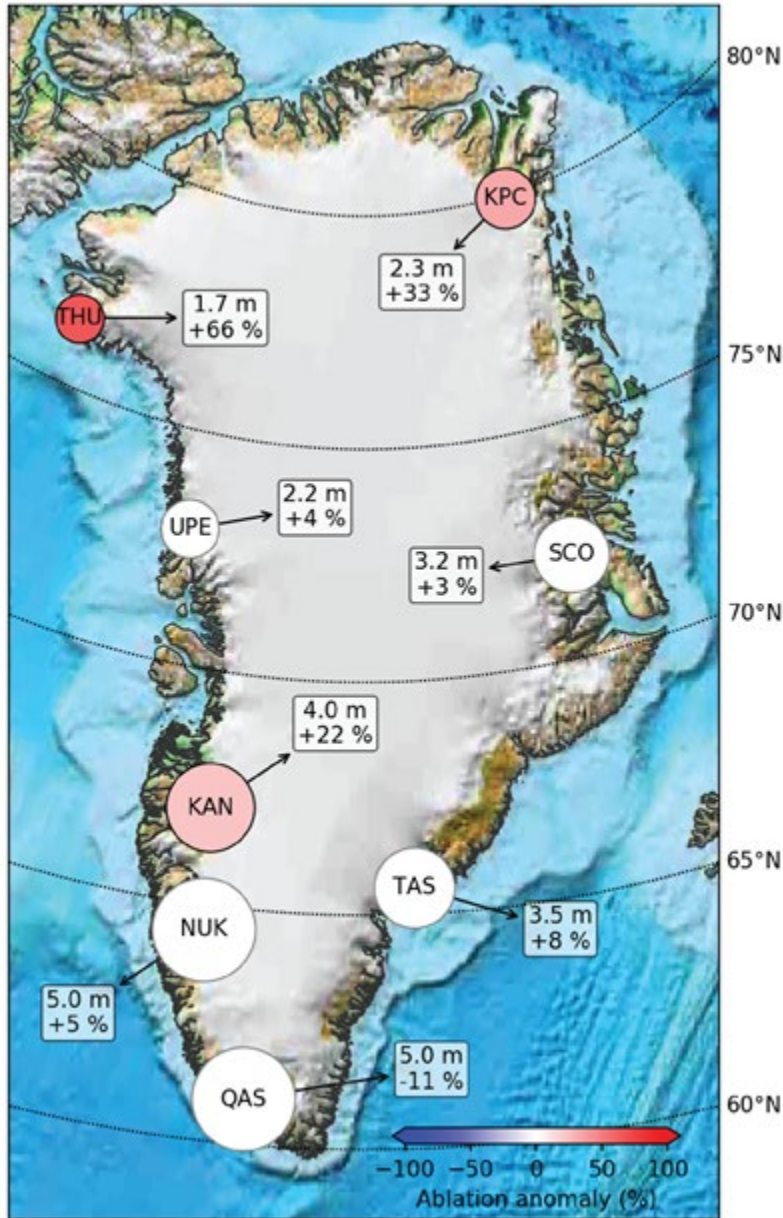 80°N
KPC
2.3 m
+33 %
THU
1.7 m
+66 %
75°N
UPE
2.2 m
+4 %
SCO
3.2 m
+3 %
70°N
4.0 m
+22 %
KAN
65°N
TAS
3.5 m
+8 %
NUK
5.0 m
+5 %
QAS
5.0 m
-11 %
60°N
−100 −50 0 50 100
Ablation anomaly (%)